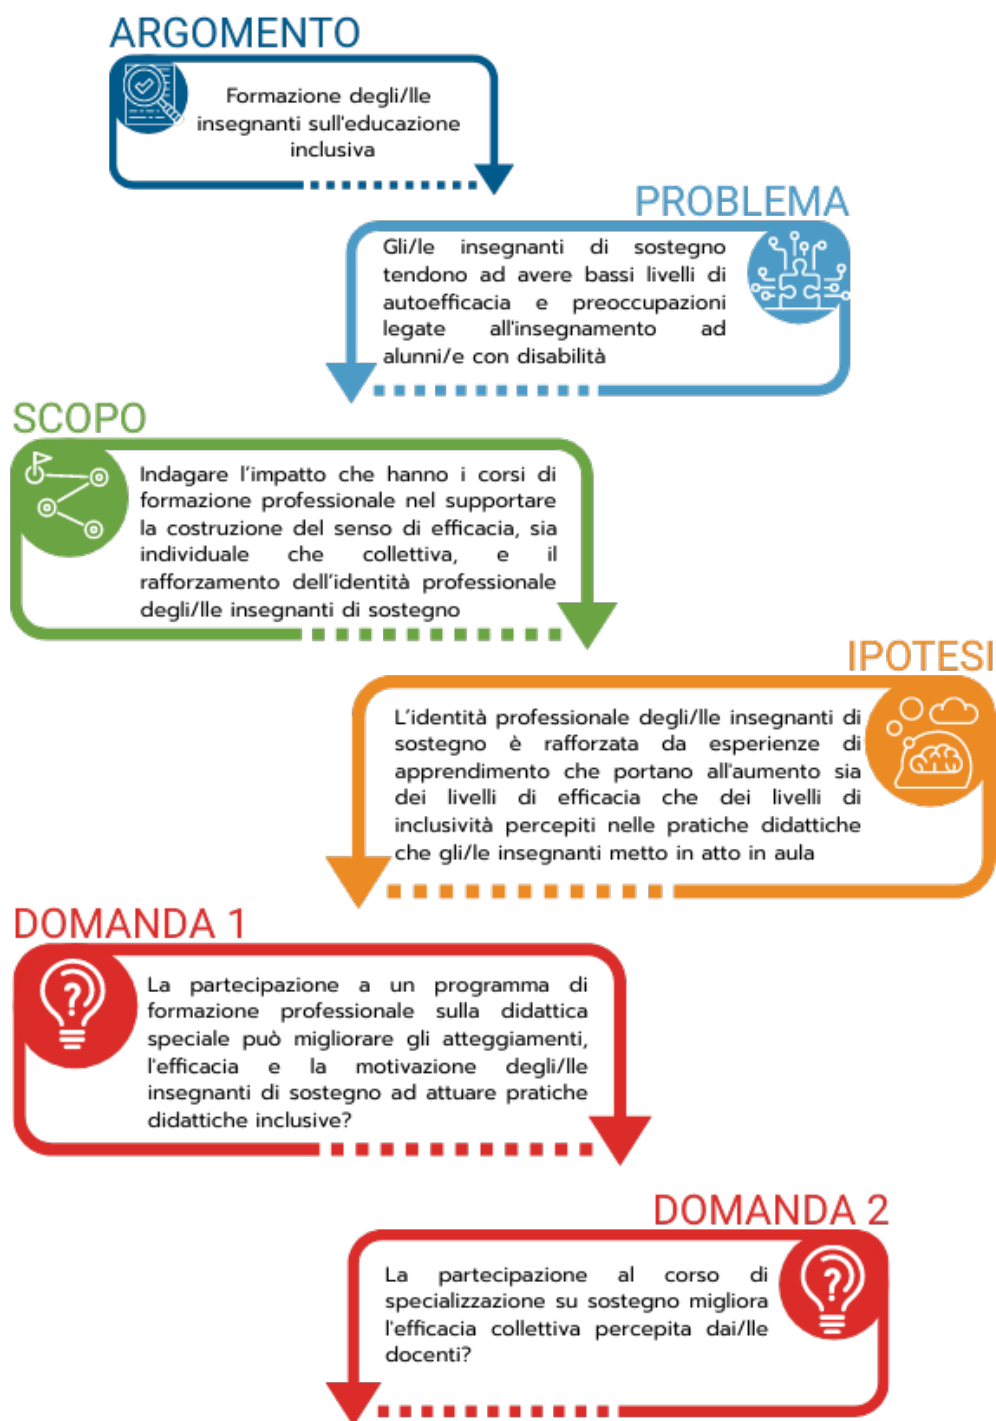 ARGOMENTO
Formazione degli/lle
insegnanti sull'educazione
inclusiva
PROBLEMA
Gli/le insegnanti di sostegno
tendono ad avere bassi livelli di
autoefficacia e preoccupazioni
legate all'insegnamento ad
alunni/e con disabilità
SCOPO
Indagare l'impatto che hanno i corsi di
formazione professionale nel supportare
la costruzione del senso di efficacia, sia
individuale che collettiva, e il
rafforzamento dell'identità professionale
degli/lle insegnanti di sostegno
IPOTESI
L'identità professionale degli/lle insegnanti di
sostegno è rafforzata da esperienze di
apprendimento che portano all'aumento sia
dei livelli di efficacia che dei livelli di
inclusività percepiti nelle pratiche didattiche
che gli/le insegnanti metto in atto in aula
DOMANDA 1
La partecipazione a un programma di
formazione professionale sulla didattica
speciale può migliorare gli atteggiamenti,
l'efficacia e la motivazione degli/lle
insegnanti di sostegno ad attuare pratiche
didattiche inclusive?
DOMANDA 2
La partecipazione al corso di
specializzazione su sostegno migliora
l'efficacia collettiva percepita dai/lle
docenti?